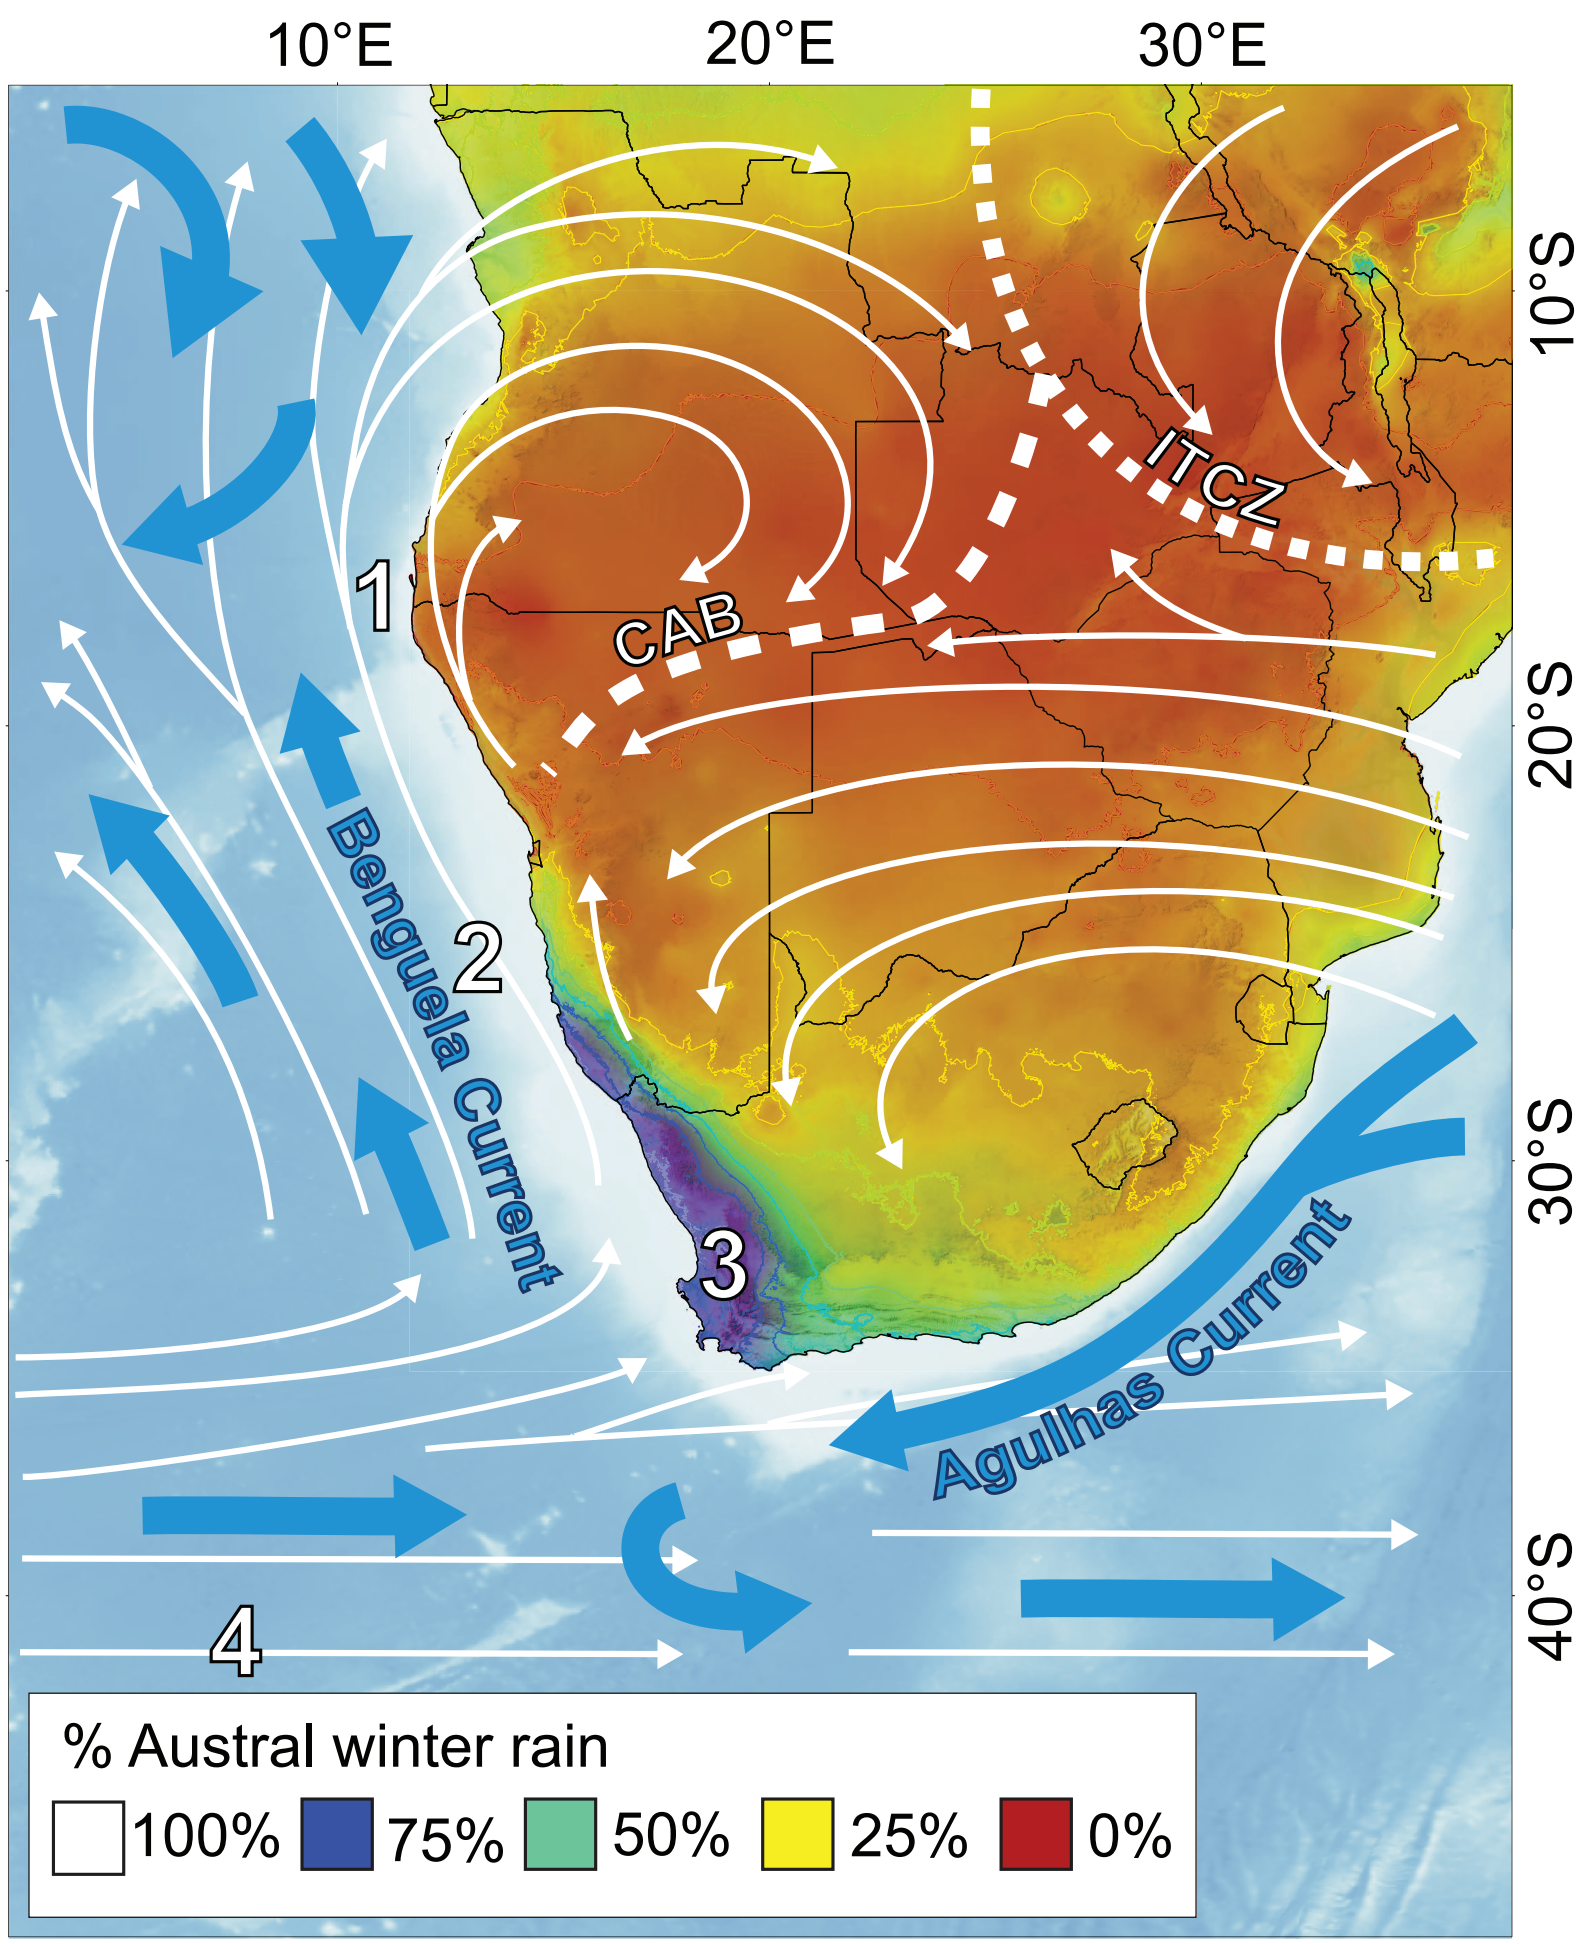 10°E
20°E
30°E
10°S
ITCZ
1
CAB
20°S
Benguela Current
2
30°S
3
Agulhas Current
40°S
4
% Austral winter rain
100%
75%
50%
25%
0%